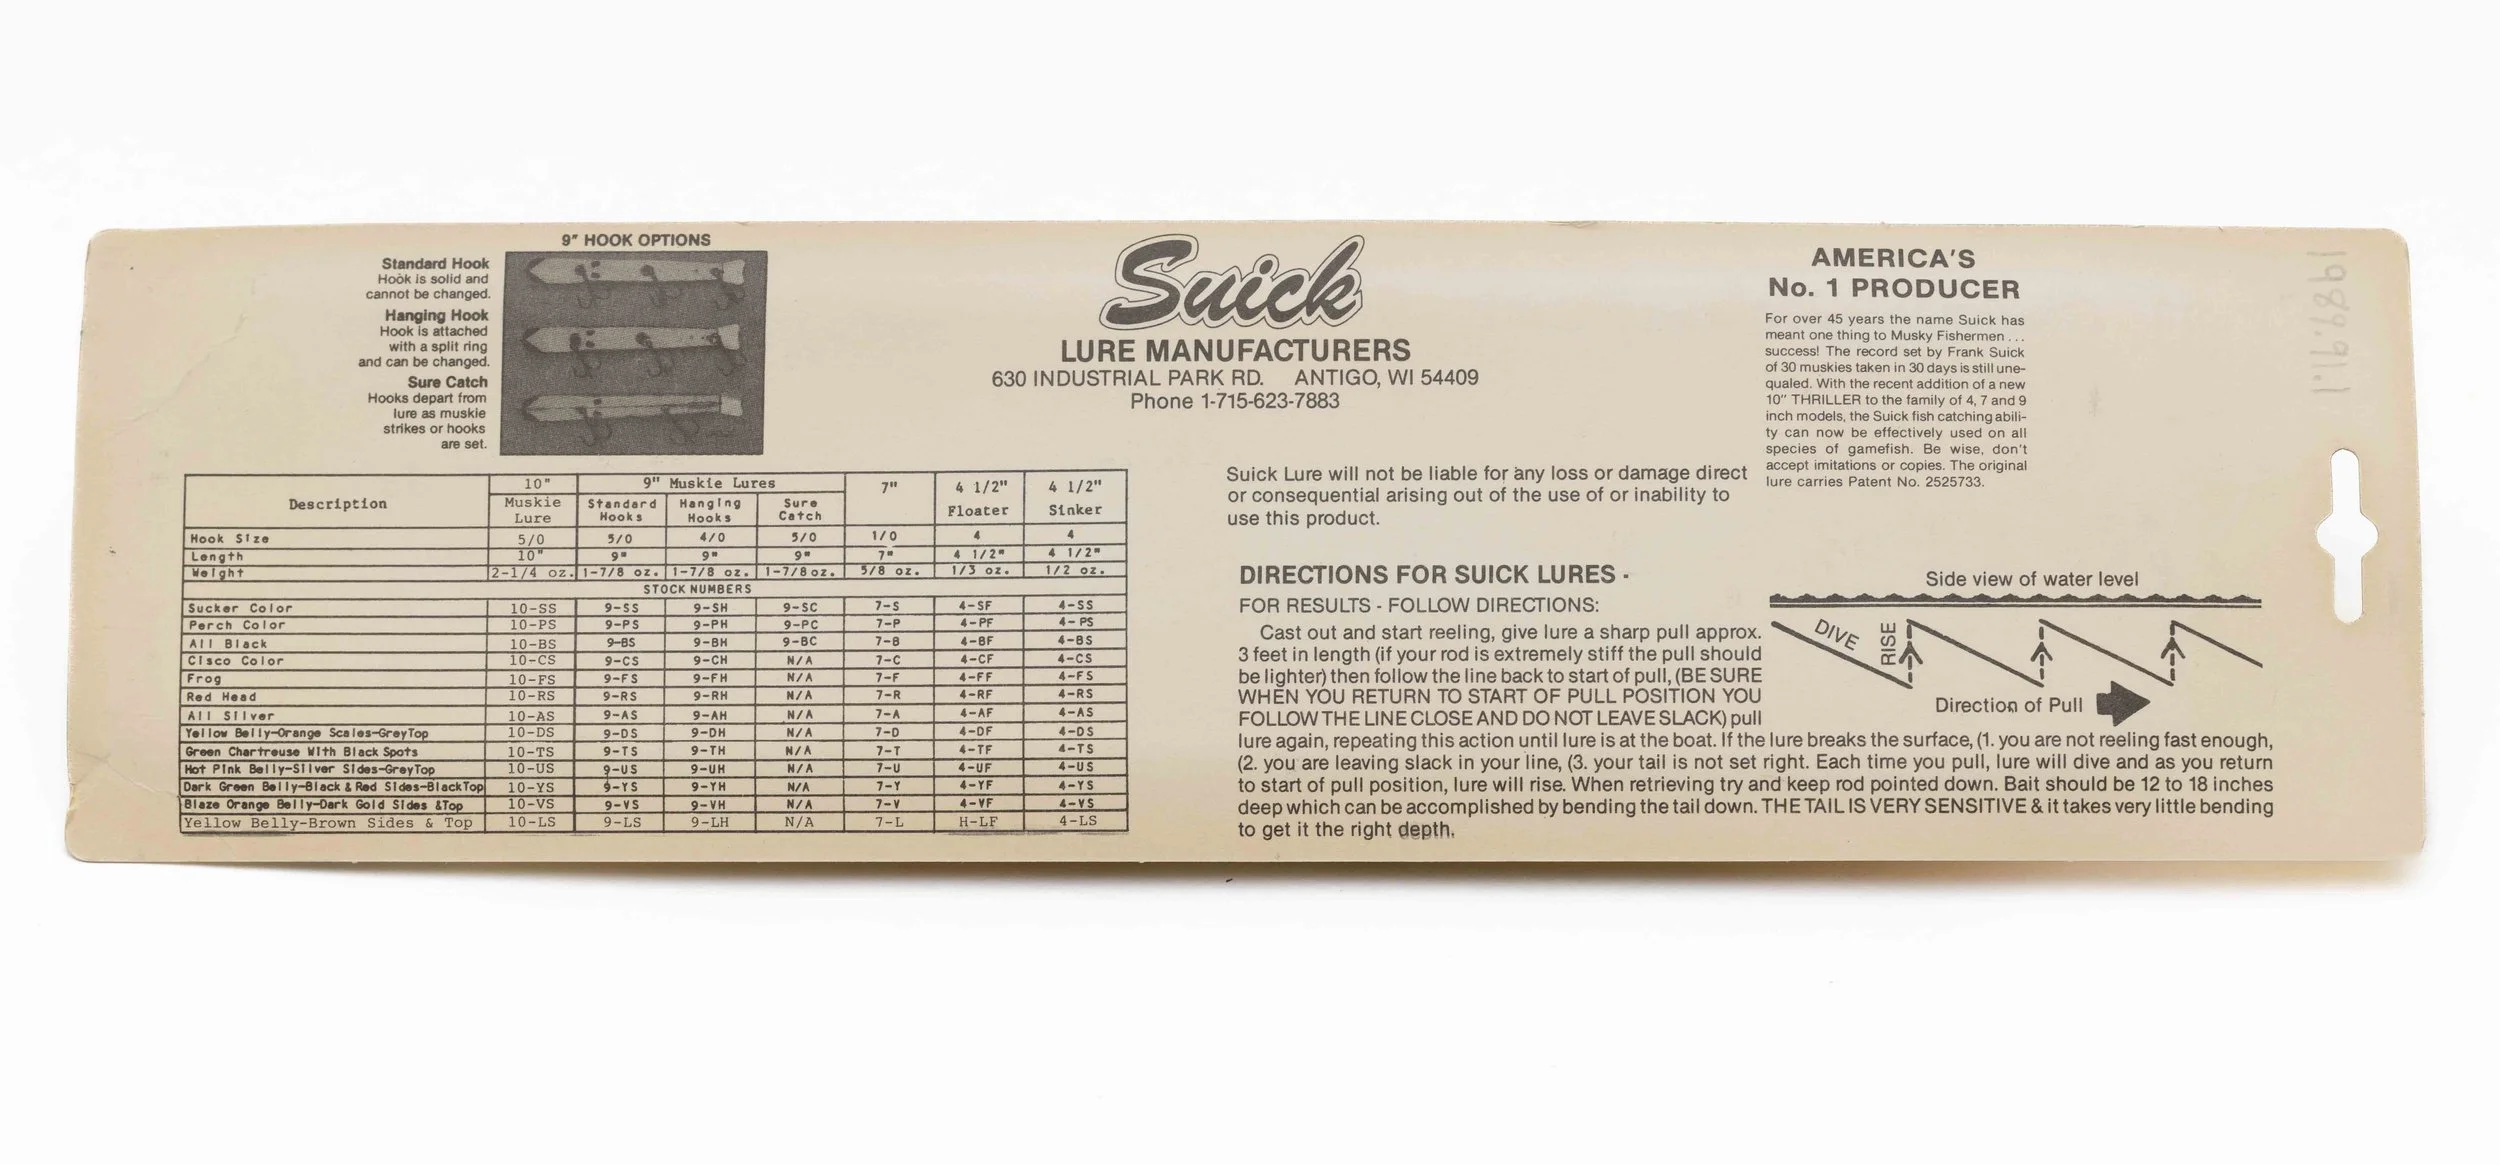 9" HOOK OPTIONS
Standard Hook
Hook is solid and
cannot be changed.
Hanging Hook
Hook is attached
with a split ring
and can be changed.
Sure Catch
Hooks depart from
lure as muskie
strikes or hooks
are set.
Suick
LURE MANUFACTURERS
630 INDUSTRIAL PARK RD. ANTIGO, WI 54409
Phone 1-715-623-7883
AMERICA'S
No. 1 PRODUCER
For over 45 years the name Suick has
meant one thing to Musky Fishermen...
success! The record set by Frank Suick
of 30 muskies taken in 30 days is still une-
qualed. With the recent addition of a new
10" THRILLER to the family of 4, 7 and 9
inch models, the Suick fish catching abili-
ty can now be effectively used on all
species of gamefish. Be wise, don't
accept imitations or copies. The original
lure carries Patent No. 2525733.
Description 10" Muskie Lure 9" Muskie Lures Standard Hooks Hanging Hooks Sure Catch 7" 4 1/2" Floater 4 1/2" Sinker
Hook Size 5/0 5/0 4/0 5/0 1/0 4 4
Length 10" 9" 9" 9" 7" 4 1/2" 4 1/2"
Weight 2-1/4 oz. 1-7/8 oz. 1-7/8 oz. 1-7/8 oz. 5/8 oz. 1/3 oz. 1/2 oz.
STOCK NUMBERS
Sucker Color 10-SS 9-SS 9-SH 9-SC 7-S 4-SF 4-SS
Perch Color 10-PS 9-PS 9-PH 9-PC 7-P 4-PF 4-PS
All Black 10-BS 9-BS 9-BH 9-BC 7-B 4-BF 4-BS
Cisco Color 10-CS 9-CS 9-CH N/A 7-C 4-CF 4-CS
Frog 10-FS 9-FS 9-FH N/A 7-F 4-FF 4-FS
Red Head 10-RS 9-RS 9-RH N/A 7-R 4-RF 4-RS
All Silver 10-AS 9-AS 9-AH N/A 7-A 4-AF 4-AS
Yellow Belly-Orange Scales-GreyTop 10-DS 9-DS 9-DH N/A 7-D 4-DF 4-DS
Green Chartreuse With Black Spots 10-TS 9-TS 9-TH N/A 7-T 4-TF 4-TS
Hot Pink Belly-Silver Sides-GreyTop 10-US 9-US 9-UH N/A 7-U 4-UF 4-US
Dark Green Belly-Black & Red Sides-BlackTop 10-YS 9-YS 9-YH N/A 7-Y 4-YF 4-YS
Blaze Orange Belly-Dark Gold Sides &Top 10-VS 9-VS 9-VH N/A 7-V 4-VF 4-VS
Yellow Belly-Brown Sides & Top 10-LS 9-LS 9-LH N/A 7-L H-LF 4-LS
Suick Lure will not be liable for any loss or damage direct
or consequential arising out of the use of or inability to
use this product.
DIRECTIONS FOR SUICK LURES -
FOR RESULTS - FOLLOW DIRECTIONS:
Cast out and start reeling, give lure a sharp pull approx.
3 feet in length (if your rod is extremely stiff the pull should
be lighter) then follow the line back to start of pull, (BE SURE
WHEN YOU RETURN TO START OF PULL POSITION YOU
FOLLOW THE LINE CLOSE AND DO NOT LEAVE SLACK) pull
lure again, repeating this action until lure is at the boat. If the lure breaks the surface, (1. you are not reeling fast enough,
(2. you are leaving slack in your line, (3. your tail is not set right. Each time you pull, lure will dive and as you return
to start of pull position, lure will rise. When retrieving try and keep rod pointed down. Bait should be 12 to 18 inches
deep which can be accomplished by bending the tail down. THE TAIL IS VERY SENSITIVE & it takes very little bending
to get it the right depth.
Side view of water level
DIVE
RISE
Direction of Pull